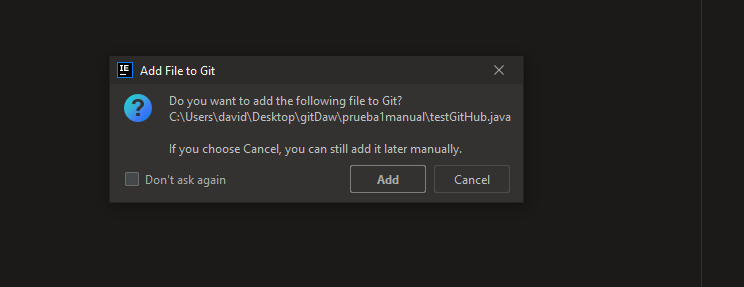 IE
Add File to Git
?
Do you want to add the following file to Git?
C:\Users\david\Desktop\gitDaw\prueba1manual\testGitHub.java
If you choose Cancel, you can still add it later manually.
Don't ask again
Add
Cancel